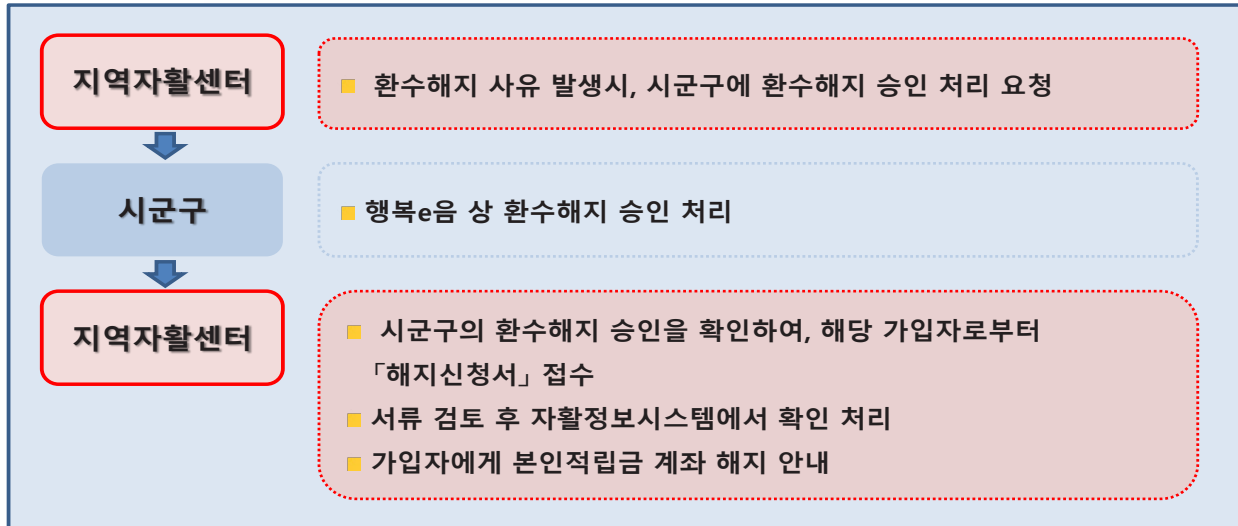 지역자활센터
환수해지 사유 발생시, 시군구에 환수해지 승인 처리 요청
시군구
행복e음 상 환수해지 승인 처리
지역자활센터
시군구의 환수해지 승인을 확인하여, 해당 가입자로부터
「해지신청서」 접수
서류 검토 후 자활정보시스템에서 확인 처리
가입자에게 본인적립금 계좌 해지 안내